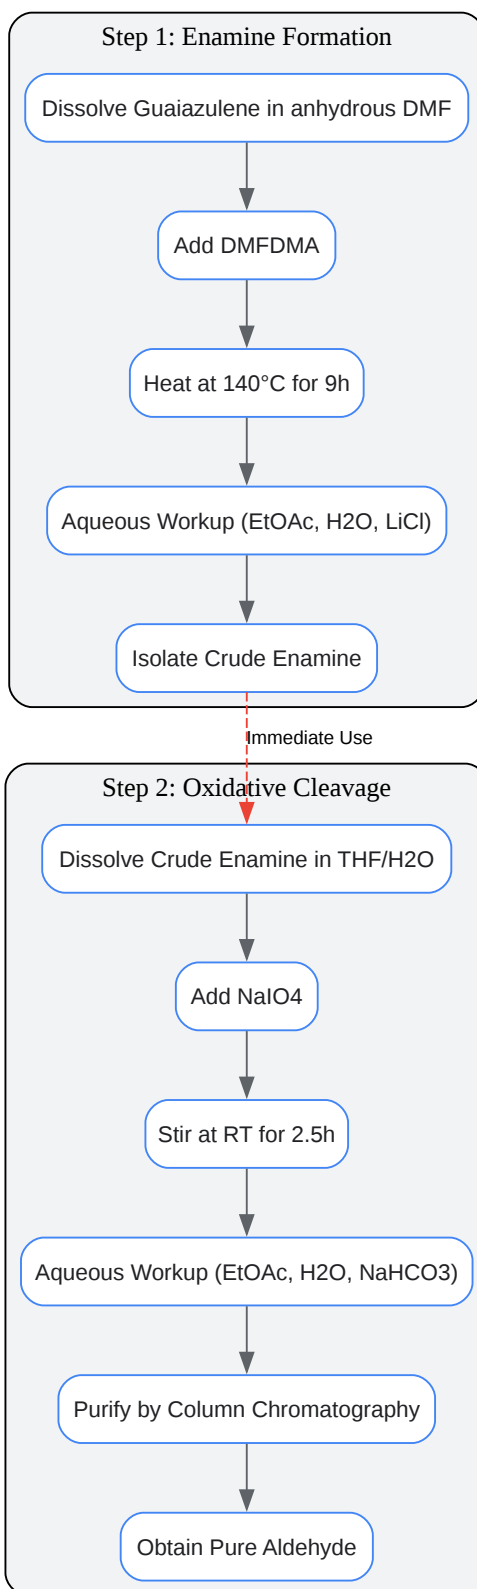 Step 1: Enamine Formation
Dissolve Guaiazulene in anhydrous DMF
Add DMFDMA
Heat at 140°C for 9h
Aqueous Workup (EtOAc, H2O, LiCl)
Isolate Crude Enamine
Immediate Use
Step 2: Oxidative Cleavage
Dissolve Crude Enamine in THF/H2O
Add NaIO4
Stir at RT for 2.5h
Aqueous Workup (EtOAc, H2O, NaHCO3)
Purify by Column Chromatography
Obtain Pure Aldehyde